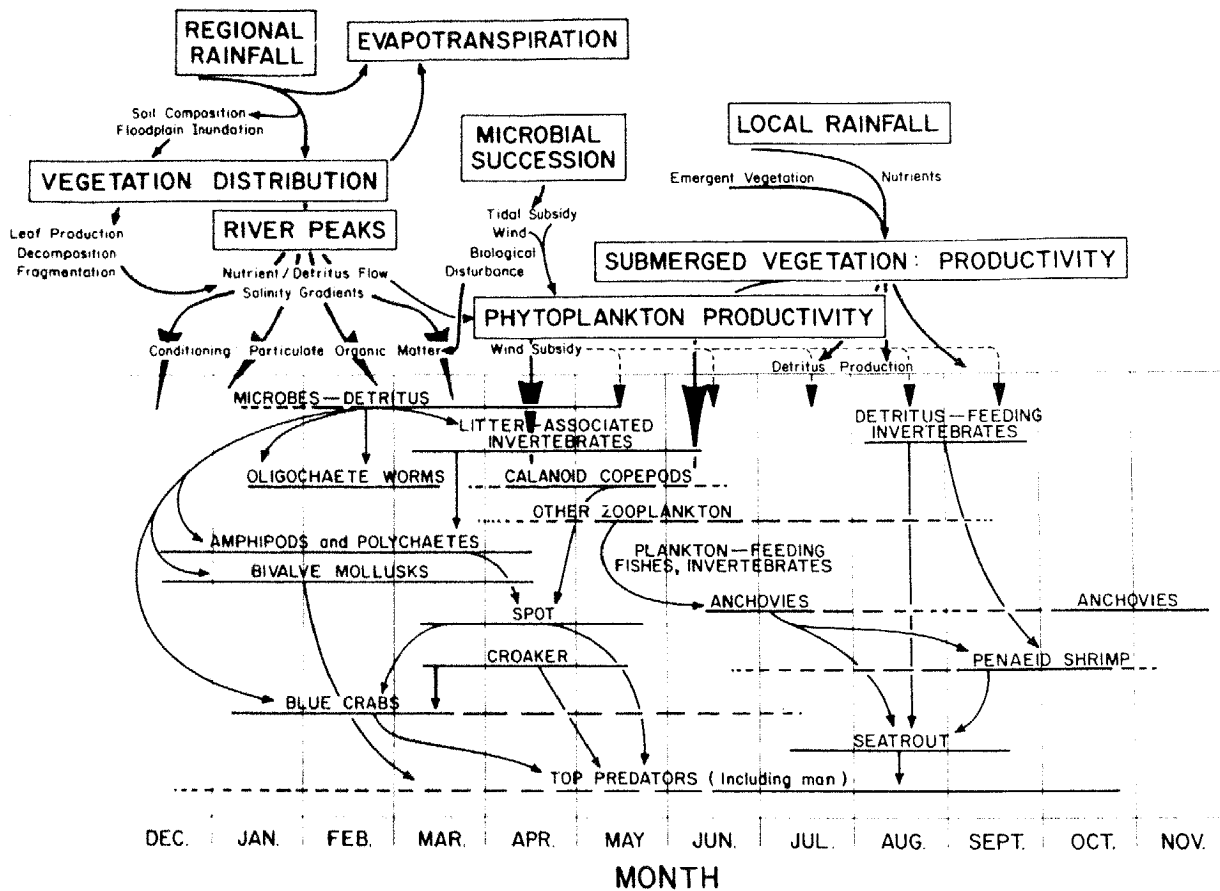 REGIONAL
RAINFALL
EVAPOTRANSPIRATION
Soil Composition
Floodplain Inundation
MICROBIAL
SUCCESSION
LOCAL RAINFALL
VEGETATION DISTRIBUTION
Emergent Vegetation
Nutrients
Leaf Production
Decomposition
Fragmentation
RIVER PEAKS
Tidal Subsidy
Wind
Biological
Disturbance
Nutrient/Detritus Flow
Salinity Gradients
SUBMERGED VEGETATION: PRODUCTIVITY
PHYTOPLANKTON PRODUCTIVITY
Conditioning Particulate Organic Matter
Wind Subsidy
Detritus Production
MICROBES—DETRITUS
LITTER—ASSOCIATED
INVERTEBRATES
DETRITUS—FEEDING
INVERTEBRATES
OLIGOCHAETE WORMS
CALANOID COPEPODS
OTHER ZOOPLANKTON
AMPHIPODS and POLYCHAETES
PLANKTON—FEEDING
FISHES, INVERTEBRATES
BIVALVE MOLLUSKS
SPOT
ANCHOVIES
ANCHOVIES
CROAKER
PENAEID SHRIMP
BLUE CRABS
SEATROUT
TOP PREDATORS (Including man)
DEC. JAN. FEB. MAR. APR. MAY JUN. JUL. AUG. SEPT. OCT. NOV.
MONTH